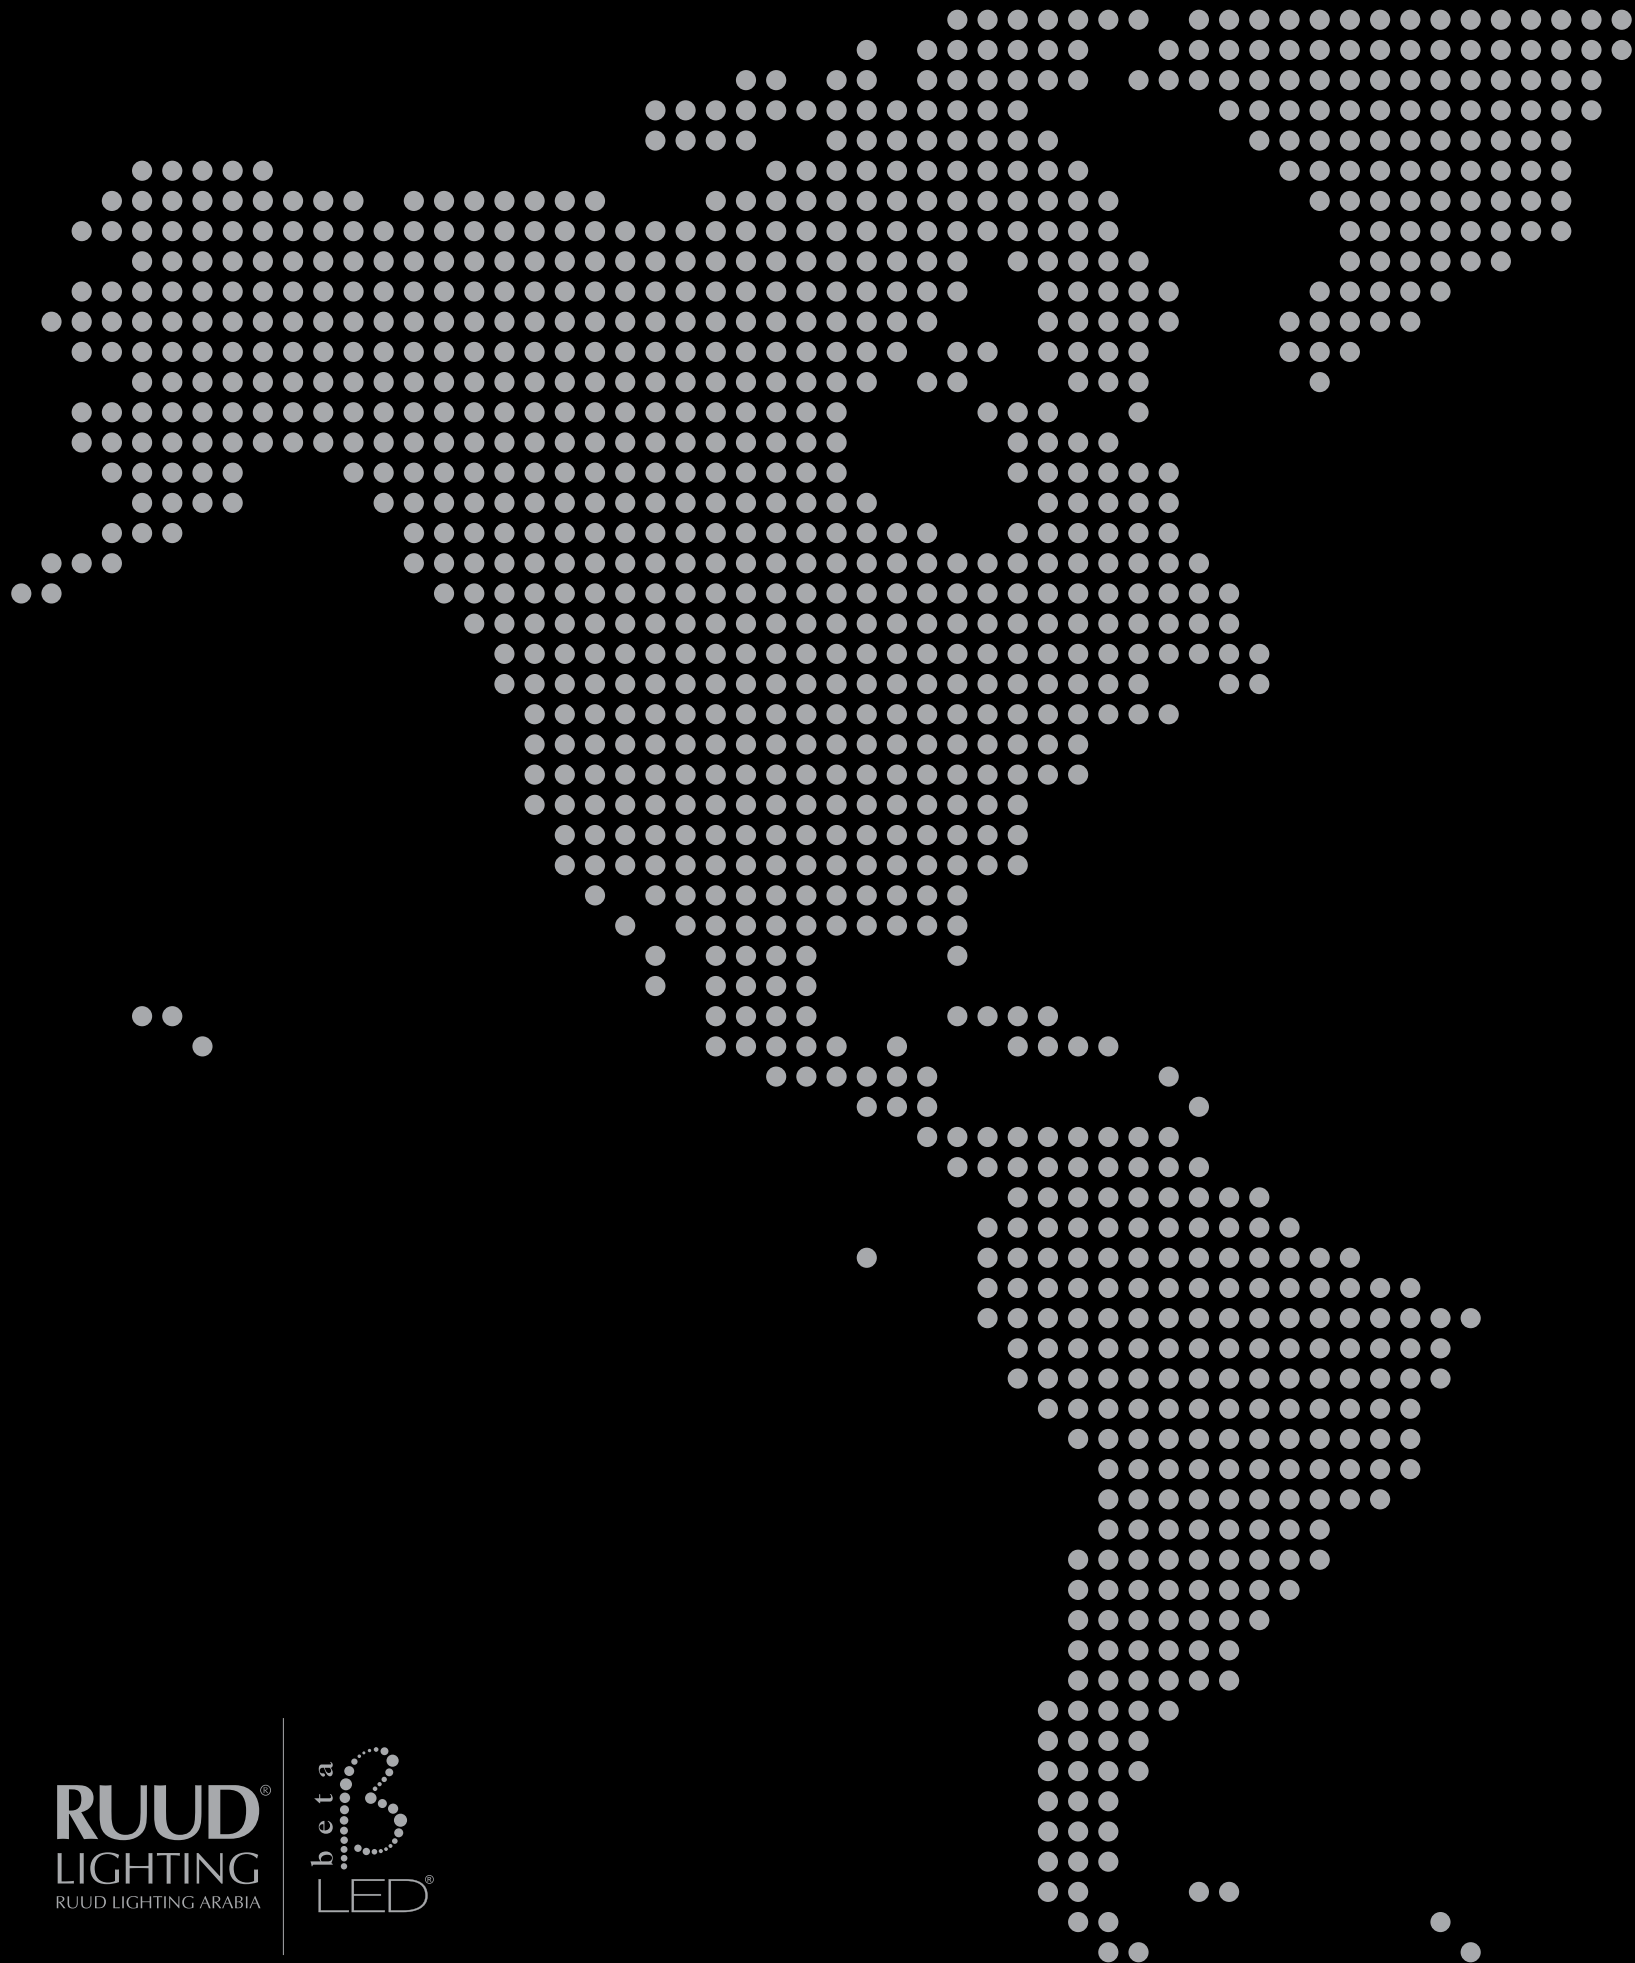 RUUD®
LIGHTING
RUUD LIGHTING ARABIA
beta
β
LED®